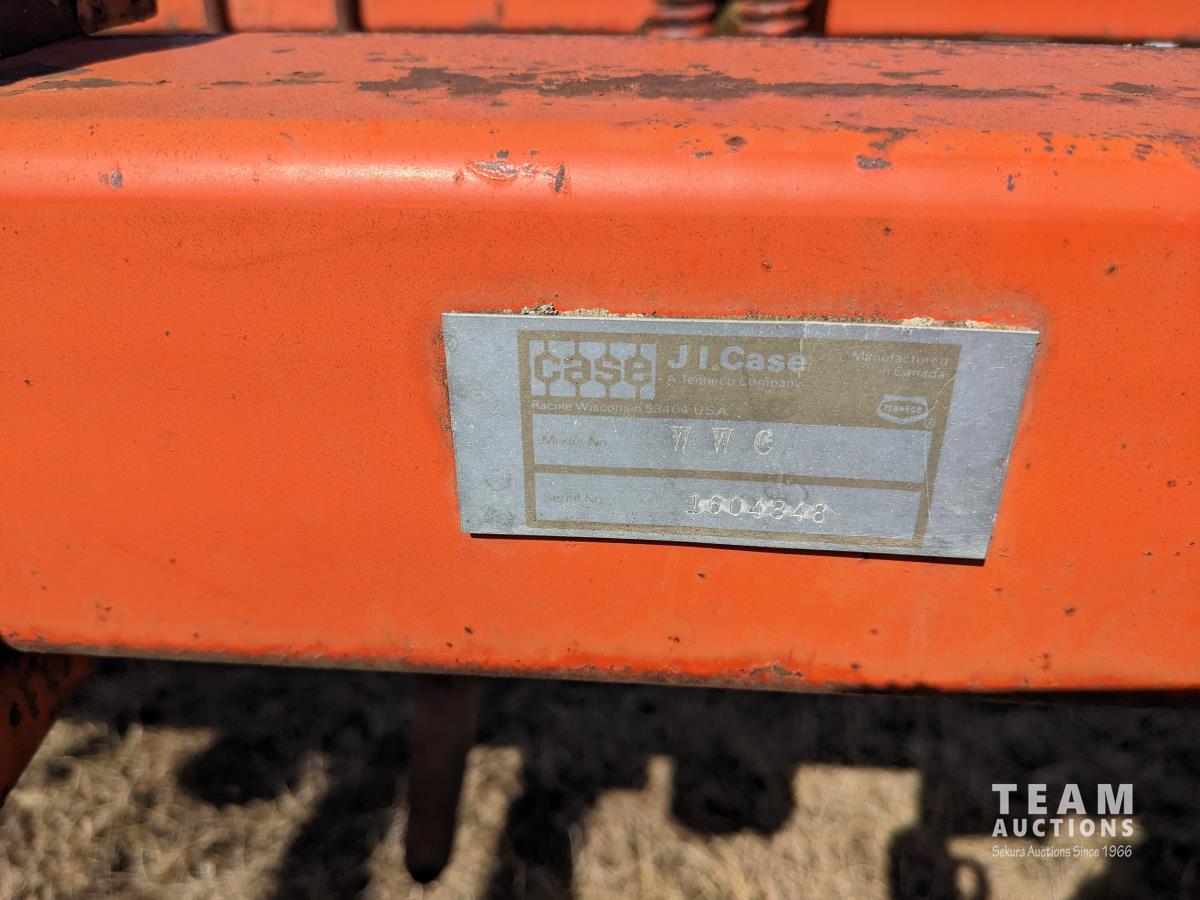 case
J I. Case
A Tenneco Company
Manufactured
in Canada
Racine Wisconsin 53404 U.S.A
TENNECO
®
Model No. W W C
Serial No. 1604848
TEAM
AUCTIONS
Sekura Auctions Since 1966